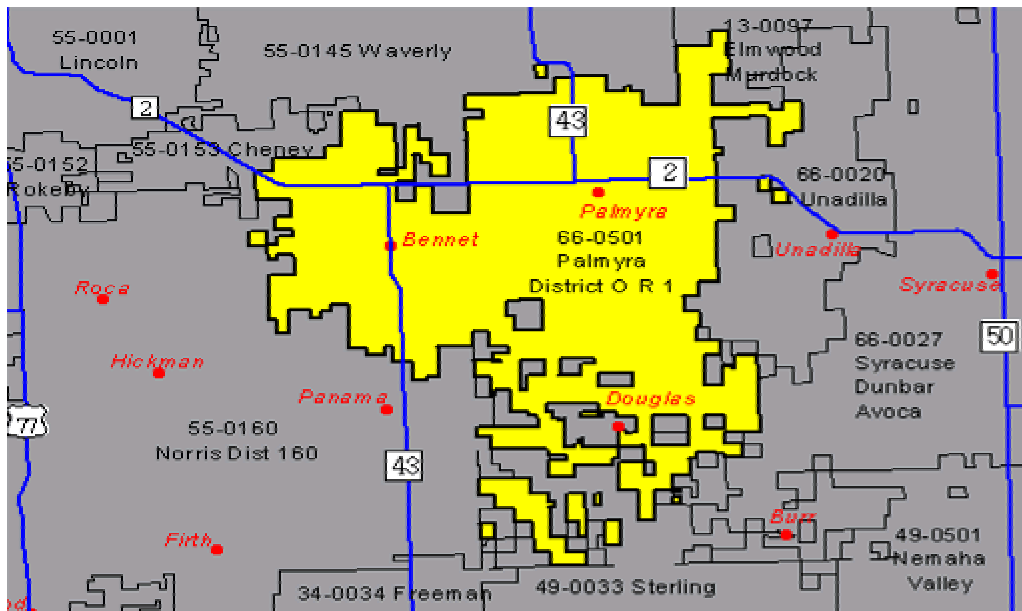 55-0001
Lincoln
55-0145 Waverly
13-0097
Elmwood
Murdock
2
43
55-0153 Cheney
55-0152
Rokeby
2
66-0020
Unadilla
Palmyra
Bennet
66-0501
Palmyra
District O R 1
Unadilla
Syracuse
Roca
50
66-0027
Syracuse
Dunbar
Avoca
Hickman
Panama
Douglas
77
55-0160
Norris Dist 160
43
Burr
Firth
49-0501
Nemaha
Valley
34-0034 Freeman
49-0033 Sterling